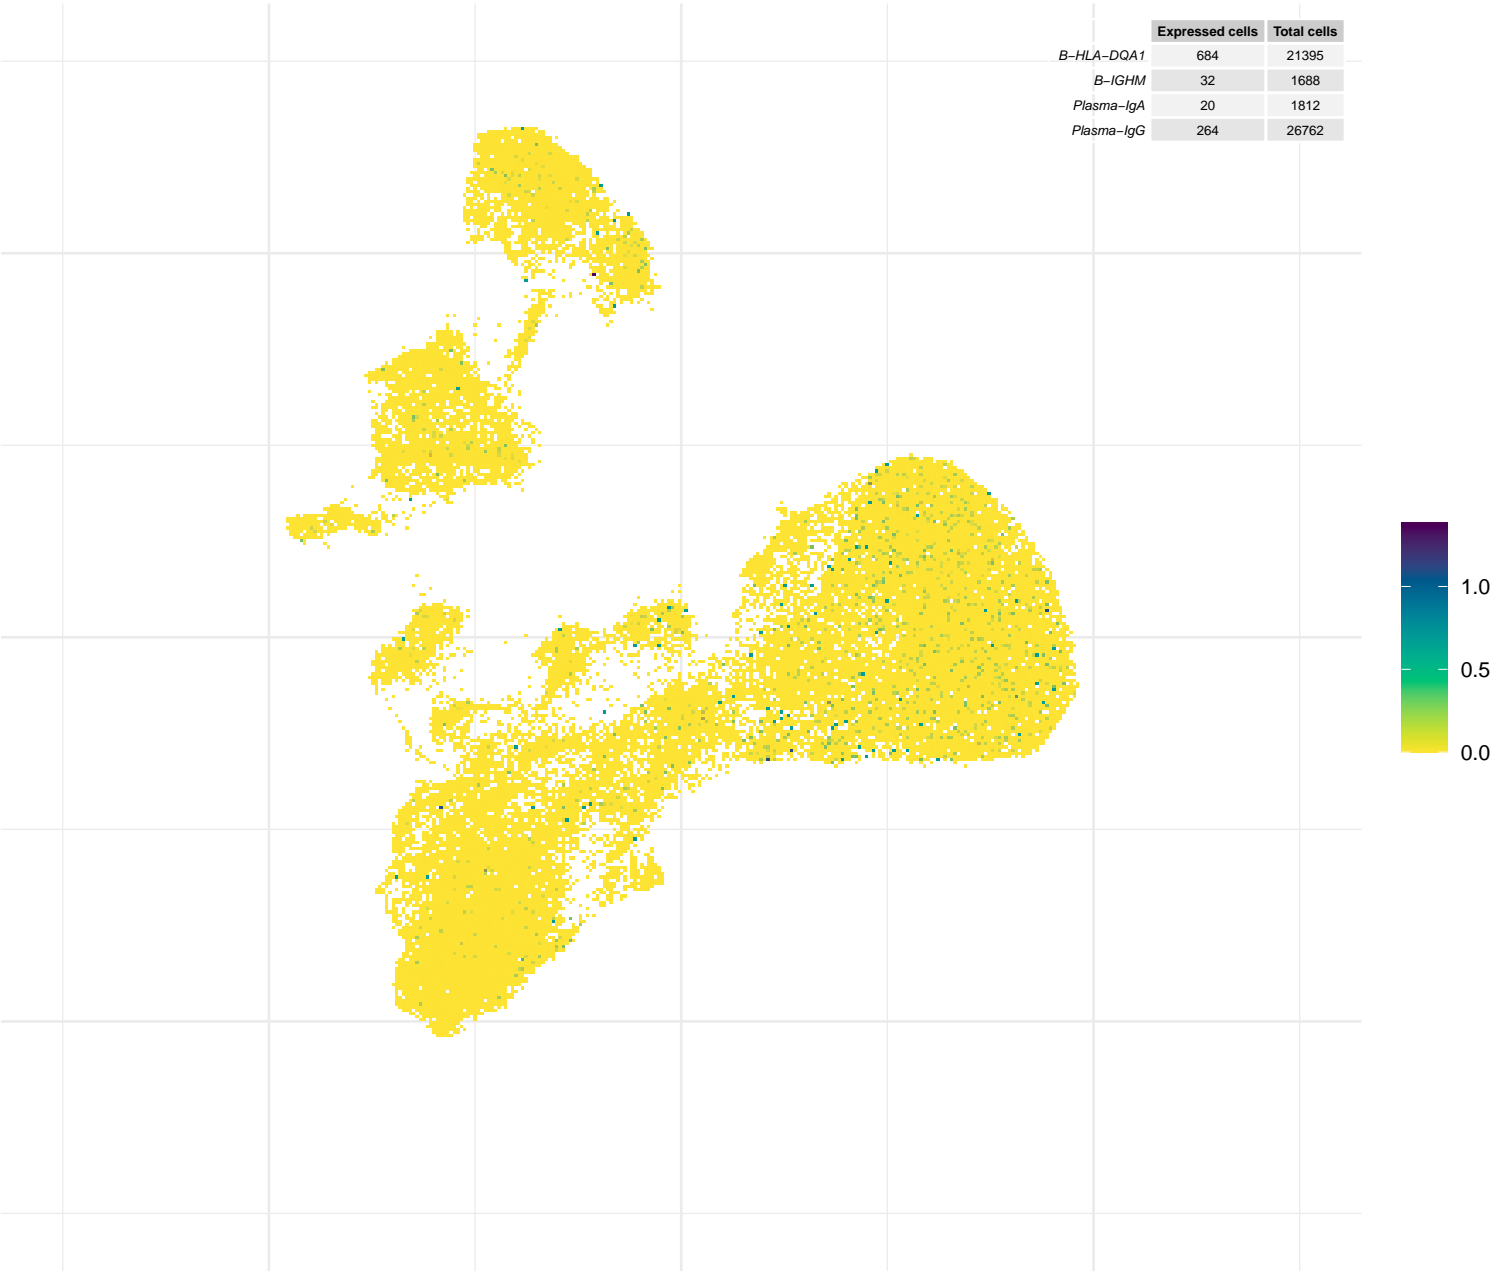 Expressed cells Total cells
B−HLA−DQA1 684 21395
B−IGHM 32 1688
Plasma−IgA 20 1812
Plasma−IgG 264 26762
1.0
0.5
0.0